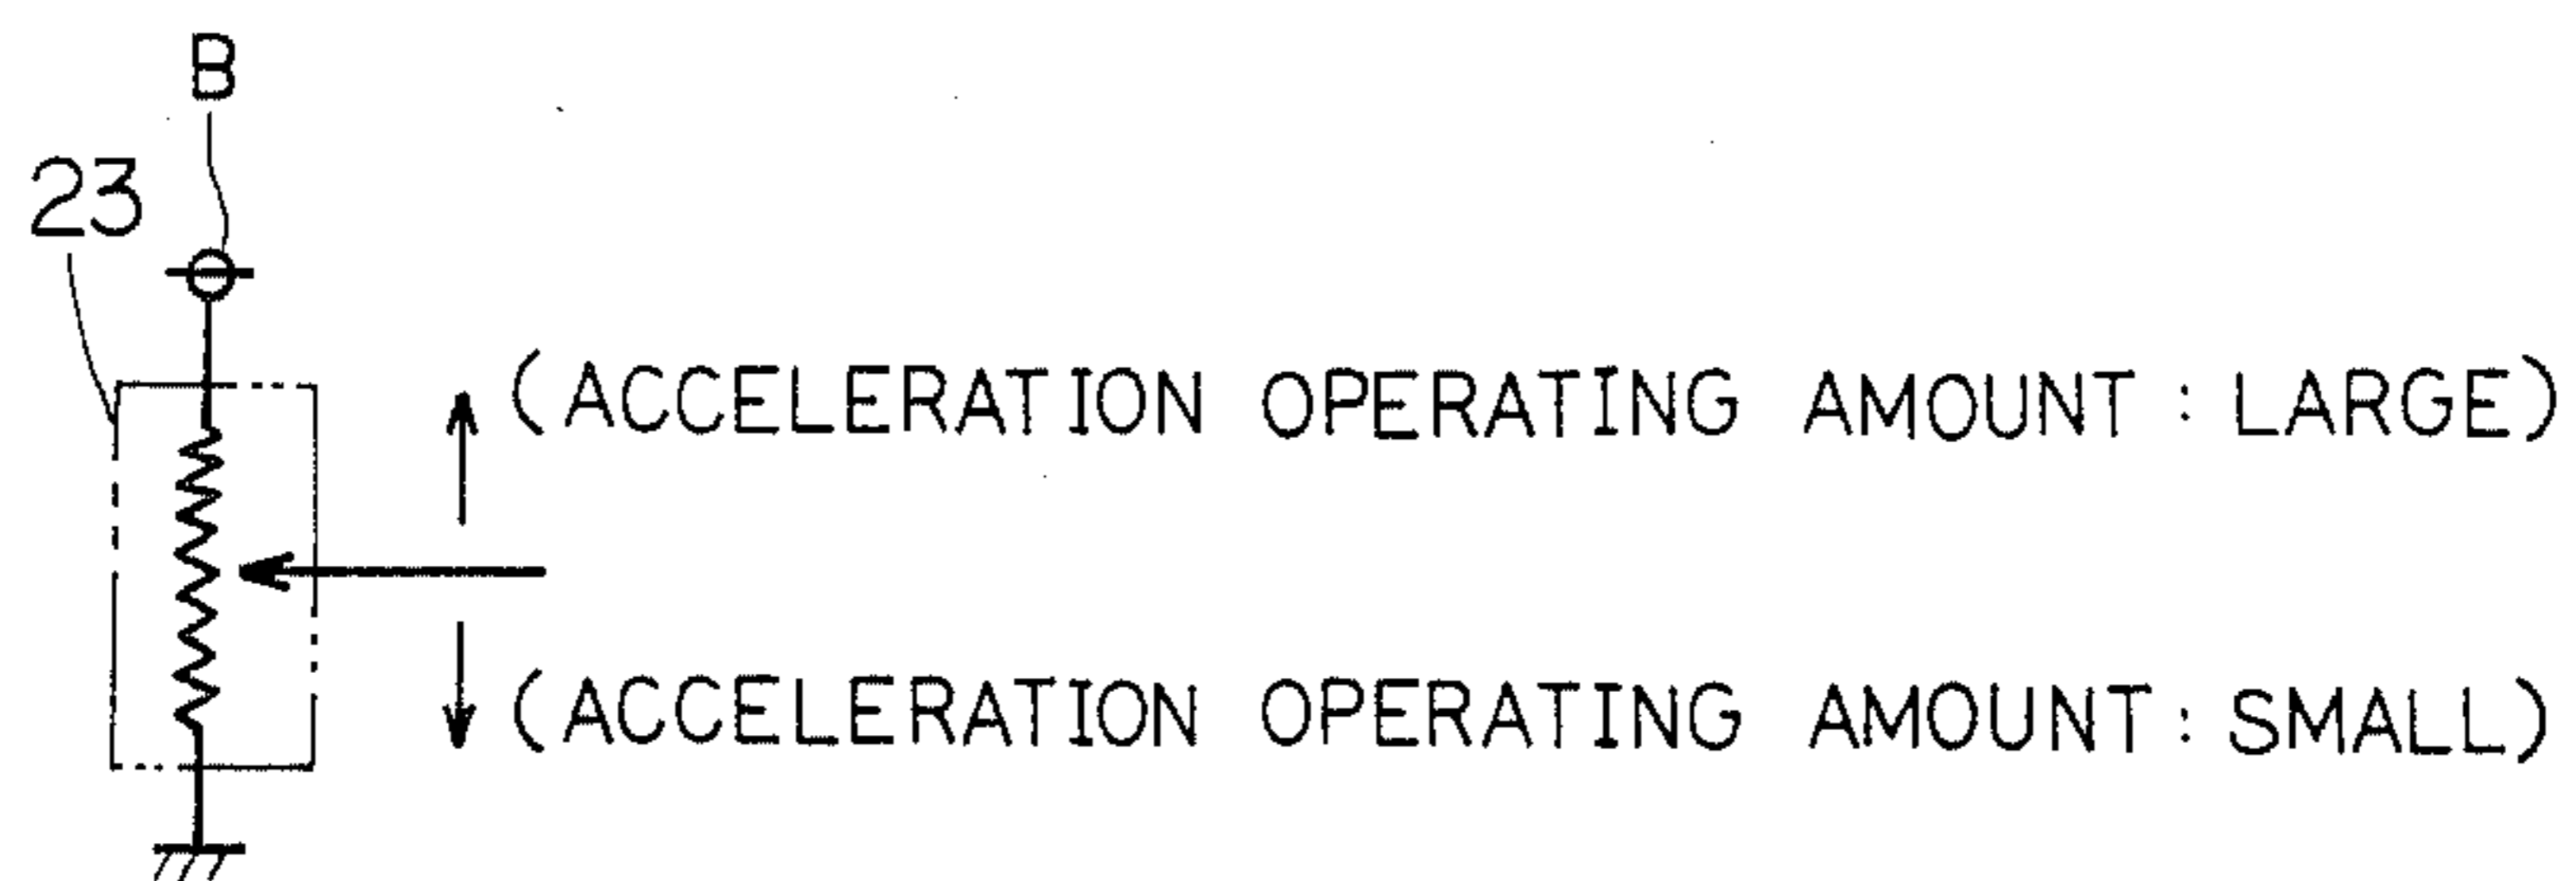 B
23
(ACCELERATION OPERATING AMOUNT: LARGE)
(ACCELERATION OPERATING AMOUNT: SMALL)